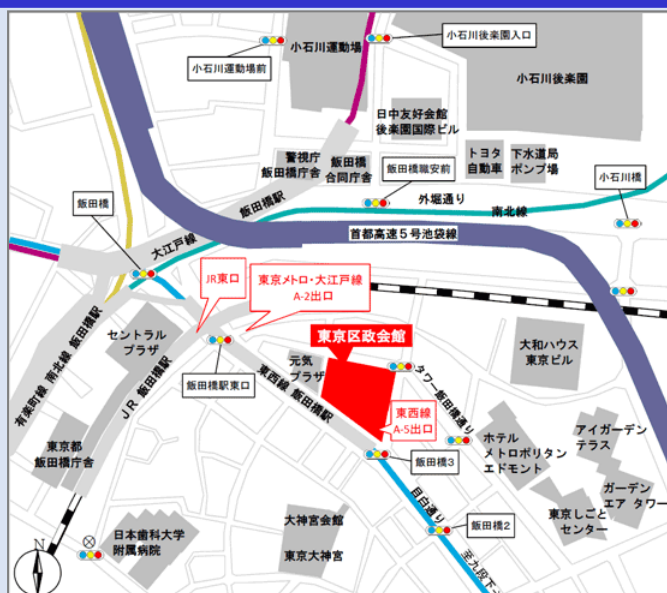 小石川後楽園入口
小石川運動場
小石川運動場前
小石川後楽園
日中友好会館
後楽園国際ビル
警視庁
飯田橋庁舎
飯田橋
合同庁舎
飯田橋職安前
トヨタ
自動車
下水道局
ポンプ場
小石川橋
飯田橋
飯田橋駅
大江戸線
外堀通り
南北線
首都高速5号池袋線
JR東口
東京メトロ・大江戸線
A-2出口
有楽町線 南北線 飯田橋駅
セントラル
プラザ
JR 飯田橋駅
飯田橋駅東口
東西線 飯田橋駅
元気
プラザ
東京区政会館
タワー飯田橋通り
大和ハウス
東京ビル
東西線
A-5出口
東京都
飯田橋庁舎
飯田橋3
ホテル
メトロポリタン
エドモント
アイガーデン
テラス
ガーデン
エア タワー
東京しごと
センター
目白通り
飯田橋2
大神宮会館
東京大神宮
日本歯科大学
附属病院
至九段下
N